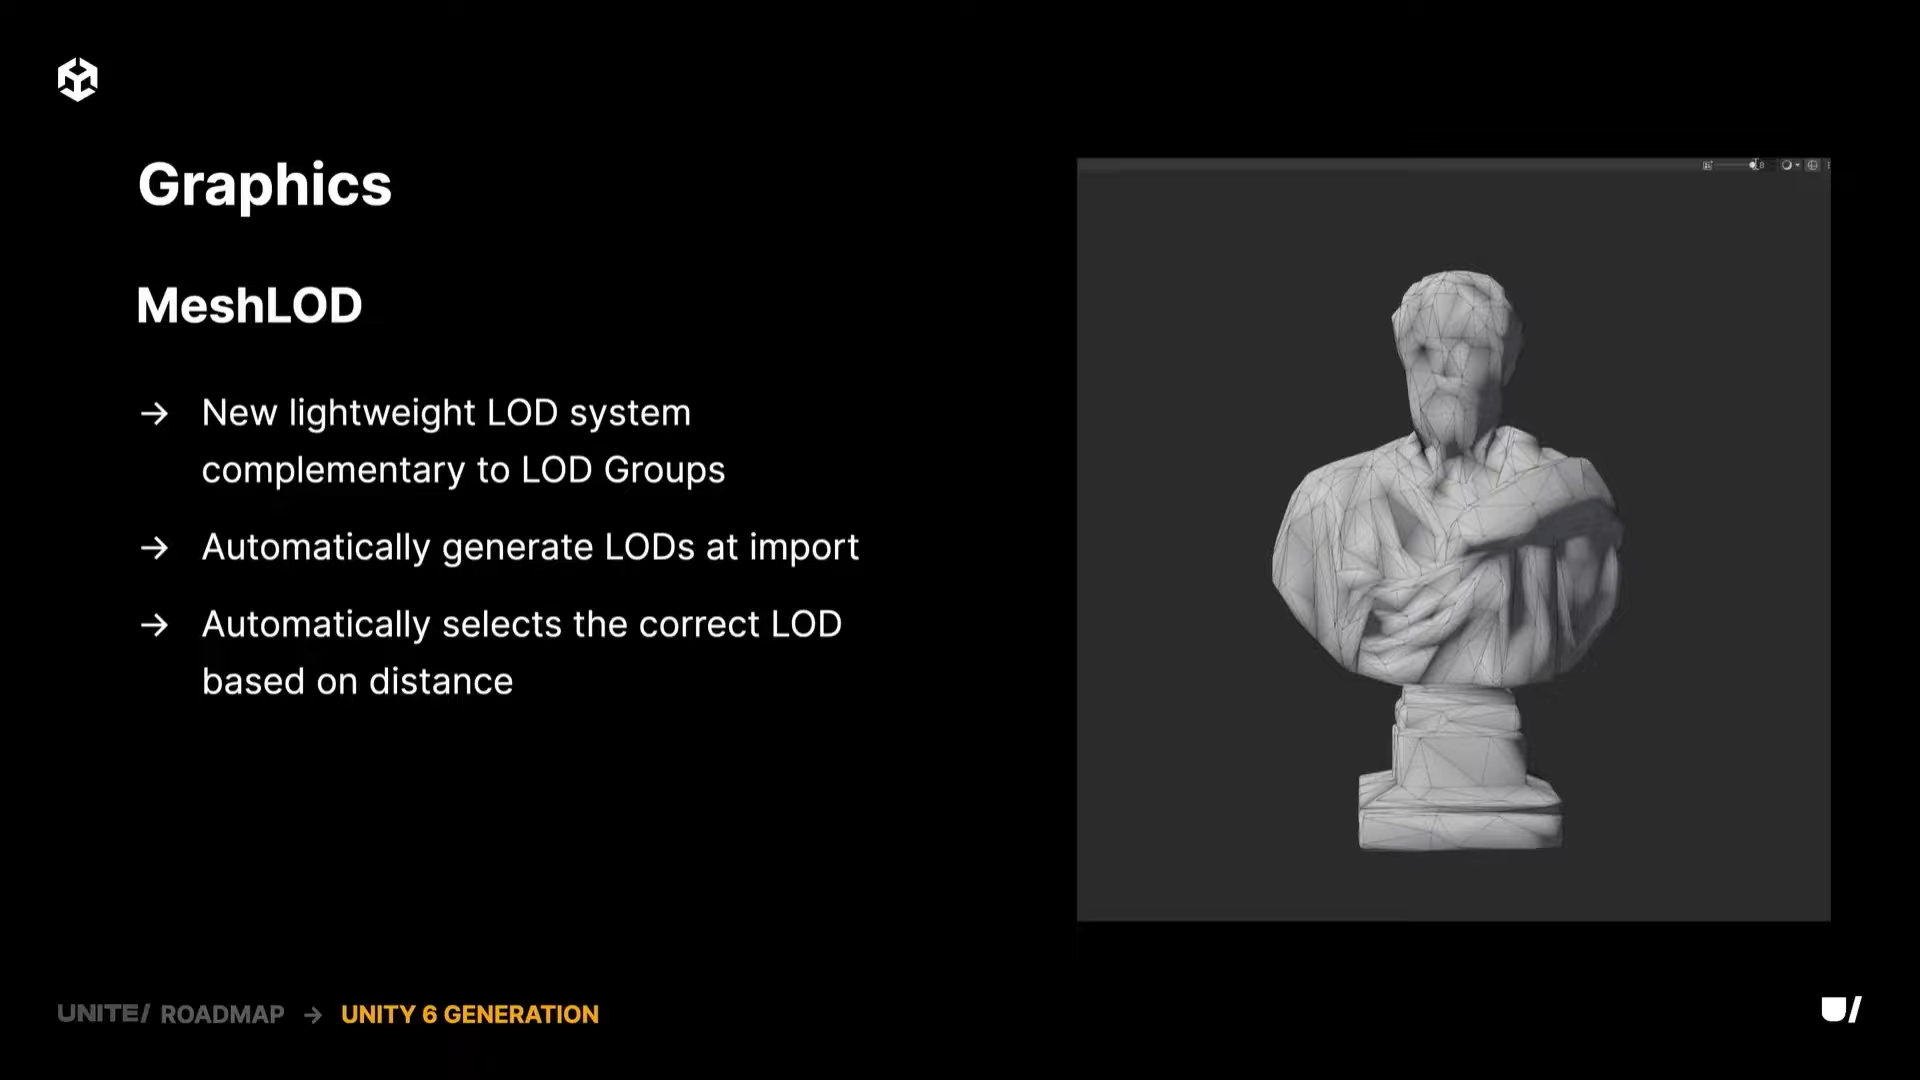 Graphics
MeshLOD
→ New lightweight LOD system
complementary to LOD Groups
→ Automatically generate LODs at import
→ Automatically selects the correct LOD
based on distance
UNITE/ ROADMAP → UNITY 6 GENERATION
U/